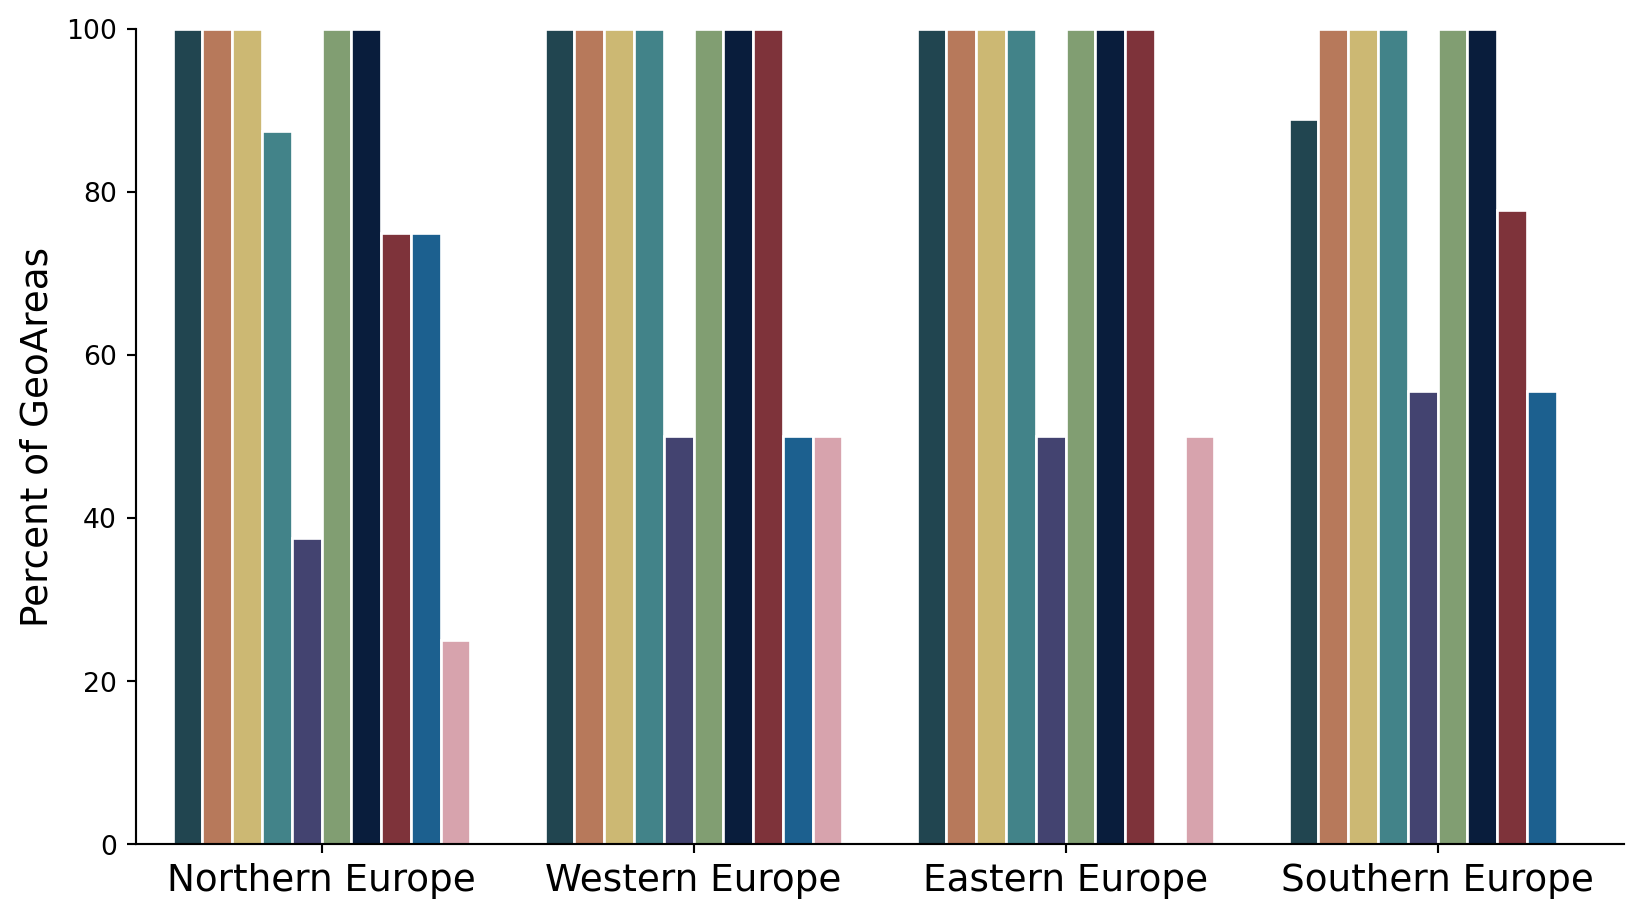 100
80
60
40
20
0
Percent of GeoAreas
Northern Europe
Western Europe
Eastern Europe
Southern Europe